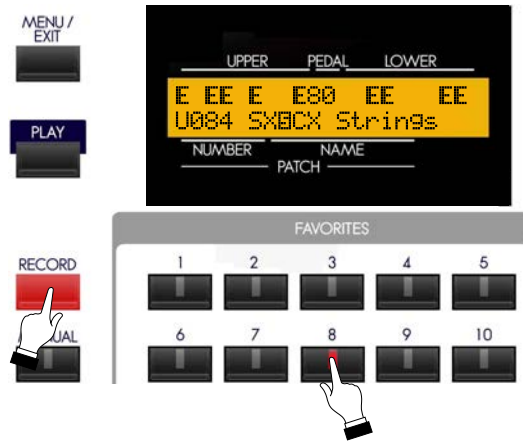 MENU /
EXIT
UPPER PEDAL LOWER
E EE E E80 EE EE
PLAY
U084 SX⊟CX Strings
NUMBER NAME
PATCH
FAVORITES
RECORD
1 2 3 4 5
UAL
6 7 8 9 10